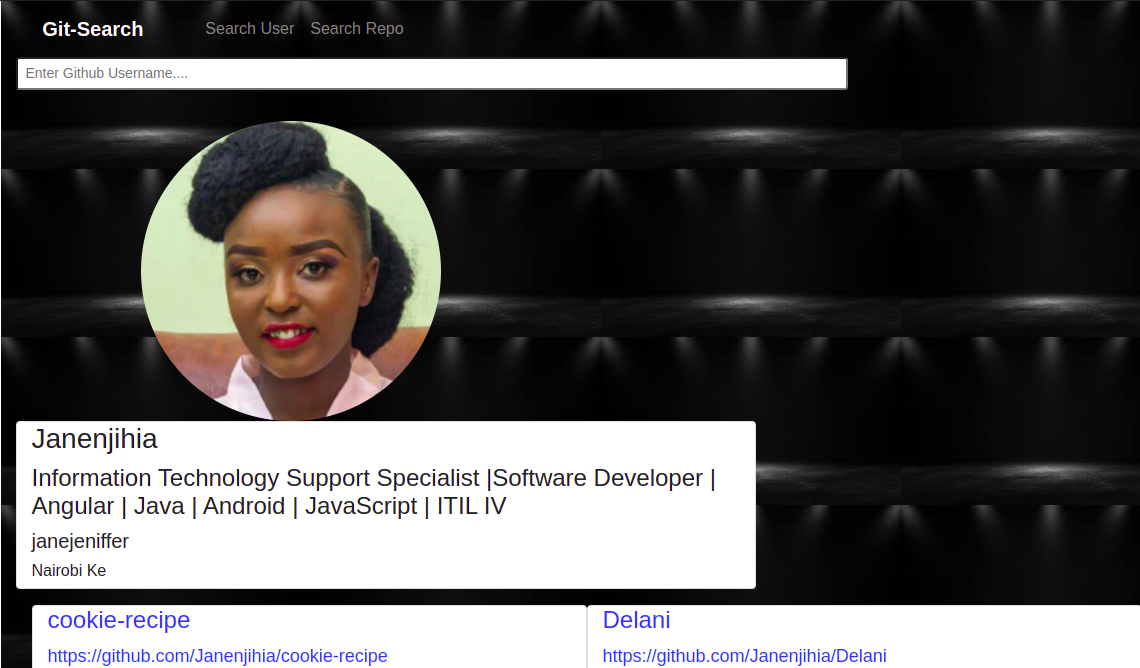 Git-Search Search User Search Repo
Enter Github Username....
Janenjihia
Information Technology Support Specialist |Software Developer |
Angular | Java | Android | JavaScript | ITIL IV
janejeniffer
Nairobi Ke
cookie-recipe
https://github.com/Janenjihia/cookie-recipe
Delani
https://github.com/Janenjihia/Delani